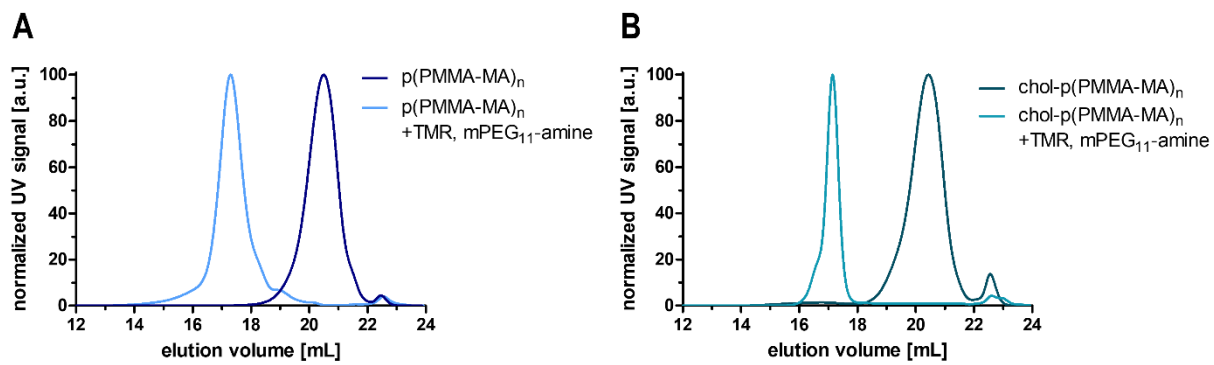 A
normalized UV signal [a.u.]
100
80
60
40
20
0
12
14
16
18
20
22
24
elution volume [mL]
p(PMMA-MA)n
p(PMMA-MA)n
+TMR, mPEG11-amine
B
normalized UV signal [a.u.]
100
80
60
40
20
0
12
14
16
18
20
22
24
elution volume [mL]
chol-p(PMMA-MA)n
chol-p(PMMA-MA)n
+TMR, mPEG11-amine